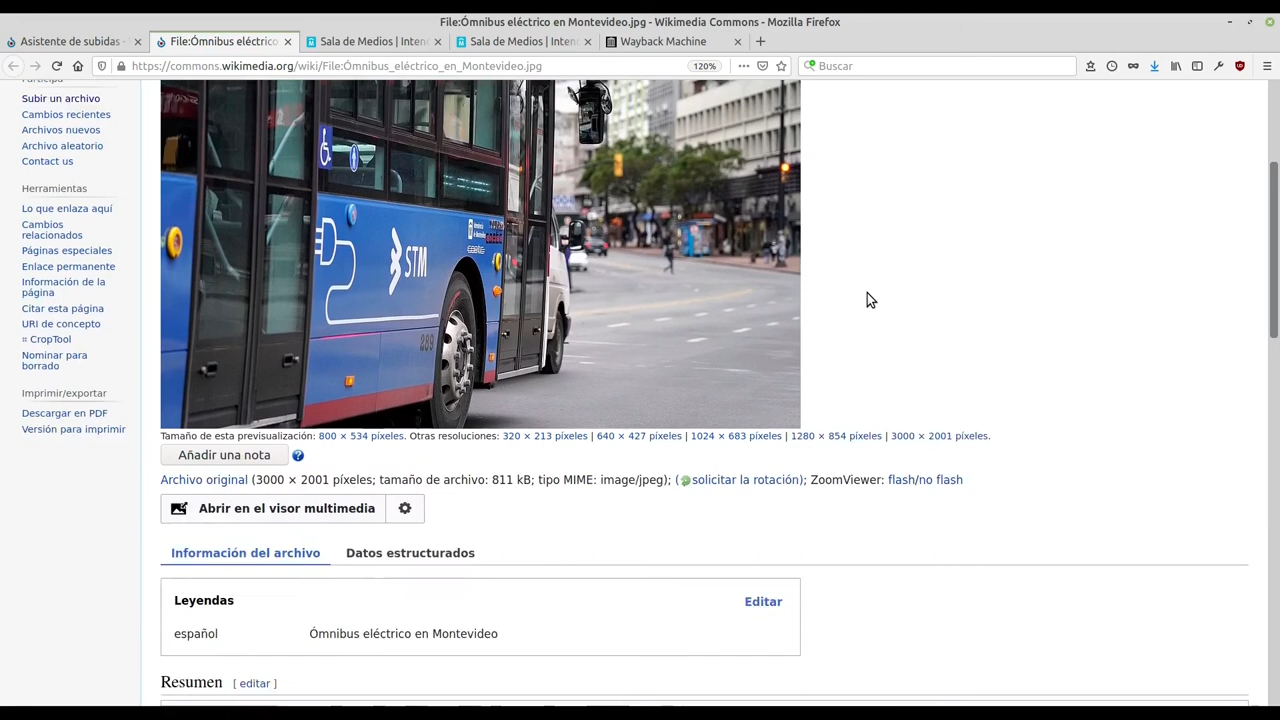 File:Ómnibus eléctrico en Montevideo.jpg - Wikimedia Commons - Mozilla Firefox
Asistente de subidas -
File:Ómnibus eléctrico
Sala de Medios | Inten
Sala de Medios | Inten
Wayback Machine
https://commons.wikimedia.org/wiki/File:Ómnibus_eléctrico_en_Montevideo.jpg
120%
Buscar
Participa
Subir un archivo
Cambios recientes
Archivos nuevos
Archivo aleatorio
Contact us
Herramientas
Lo que enlaza aquí
Cambios
relacionados
Páginas especiales
Enlace permanente
Información de la
página
Citar esta página
URI de concepto
CropTool
Nominar para
borrado
Imprimir/exportar
Descargar en PDF
Versión para imprimir
STM
289
Tamaño de esta previsualización: 800 × 534 píxeles. Otras resoluciones: 320 × 213 píxeles | 640 × 427 píxeles | 1024 × 683 píxeles | 1280 × 854 píxeles | 3000 × 2001 píxeles.
Añadir una nota
Archivo original (3000 × 2001 píxeles; tamaño de archivo: 811 kB; tipo MIME: image/jpeg); (solicitar la rotación); ZoomViewer: flash/no flash
Abrir en el visor multimedia
Información del archivo
Datos estructurados
Leyendas
Editar
español
Ómnibus eléctrico en Montevideo
Resumen [ editar ]